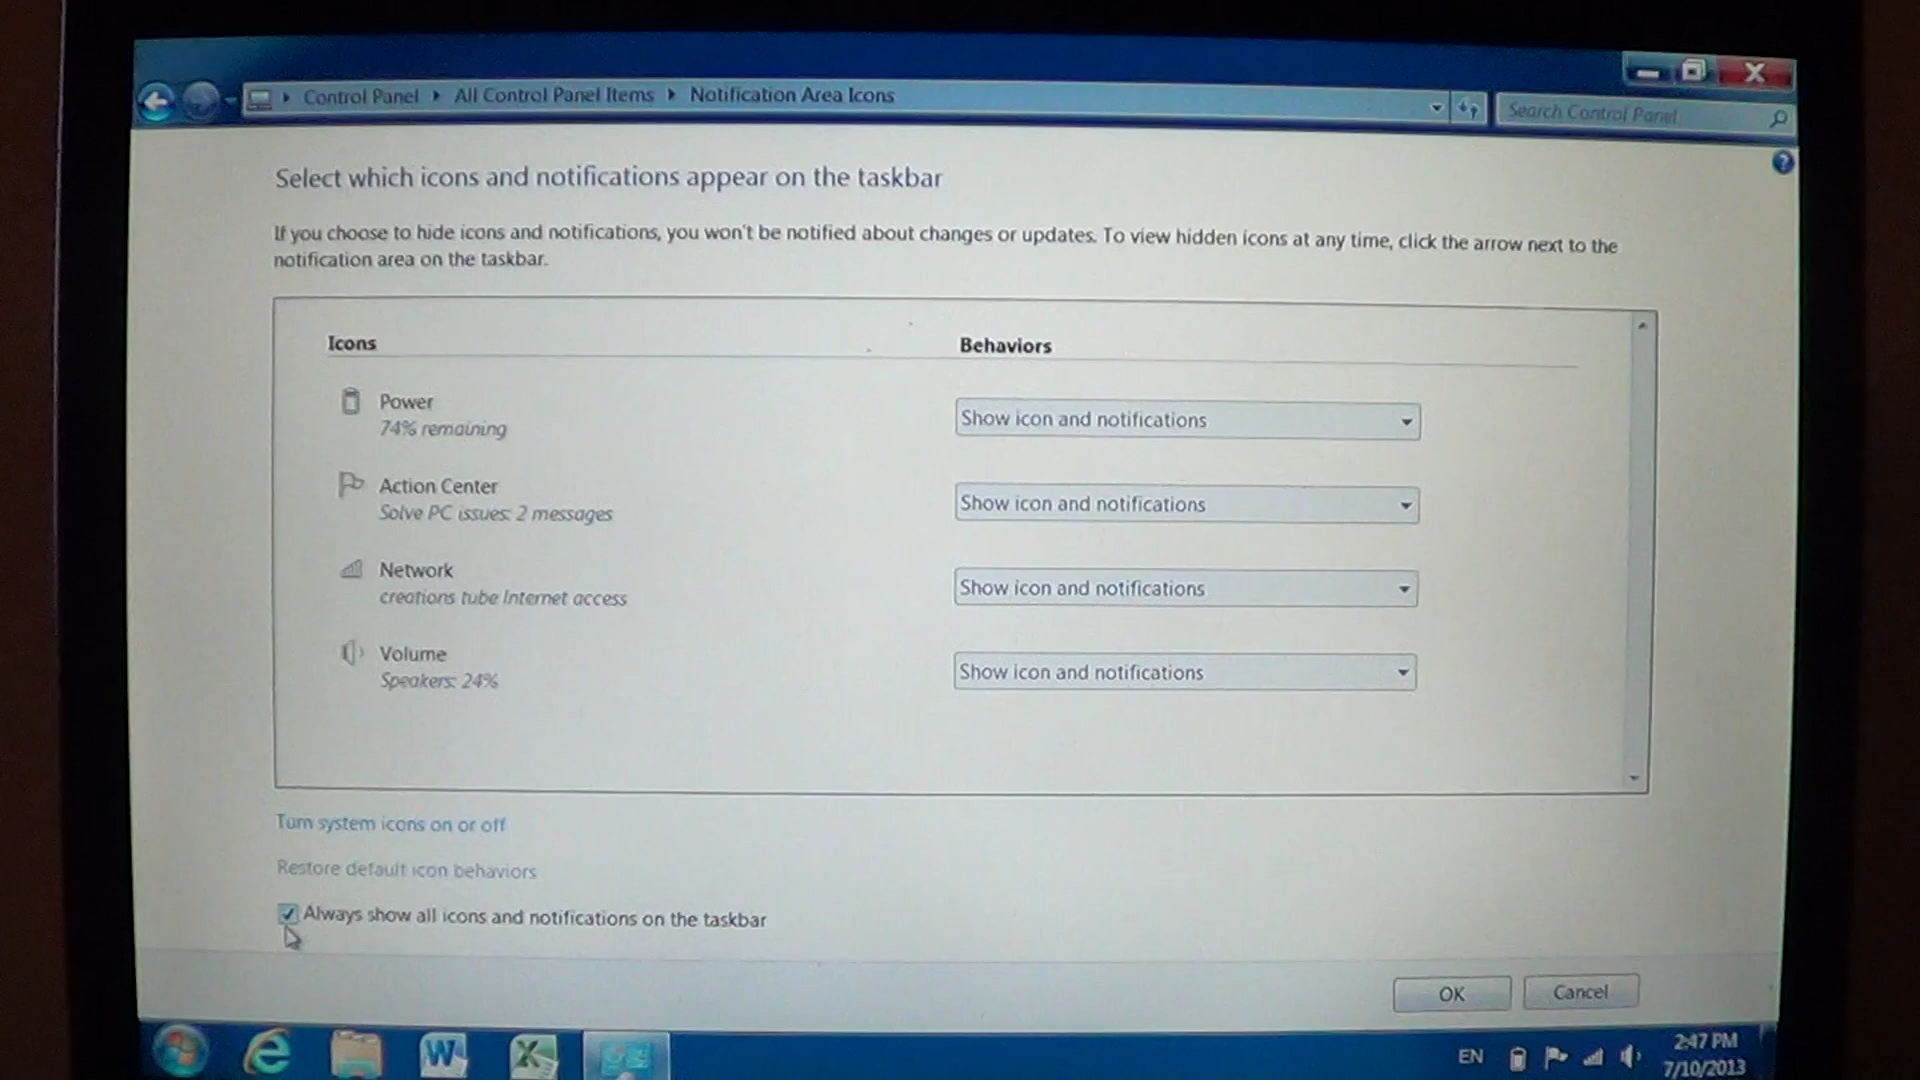 Control Panel
All Control Panel Items
Notification Area Icons
Search Control Panel
Select which icons and notifications appear on the taskbar
If you choose to hide icons and notifications, you won't be notified about changes or updates. To view hidden icons at any time, click the arrow next to the
notification area on the taskbar.
Icons
Behaviors
Power
74% remaining
Show icon and notifications
Action Center
Solve PC issues: 2 messages
Show icon and notifications
Network
creations tube Internet access
Show icon and notifications
Volume
Speakers: 24%
Show icon and notifications
Turn system icons on or off
Restore default icon behaviors
Always show all icons and notifications on the taskbar
OK
Cancel
EN
2:47 PM
7/10/2013